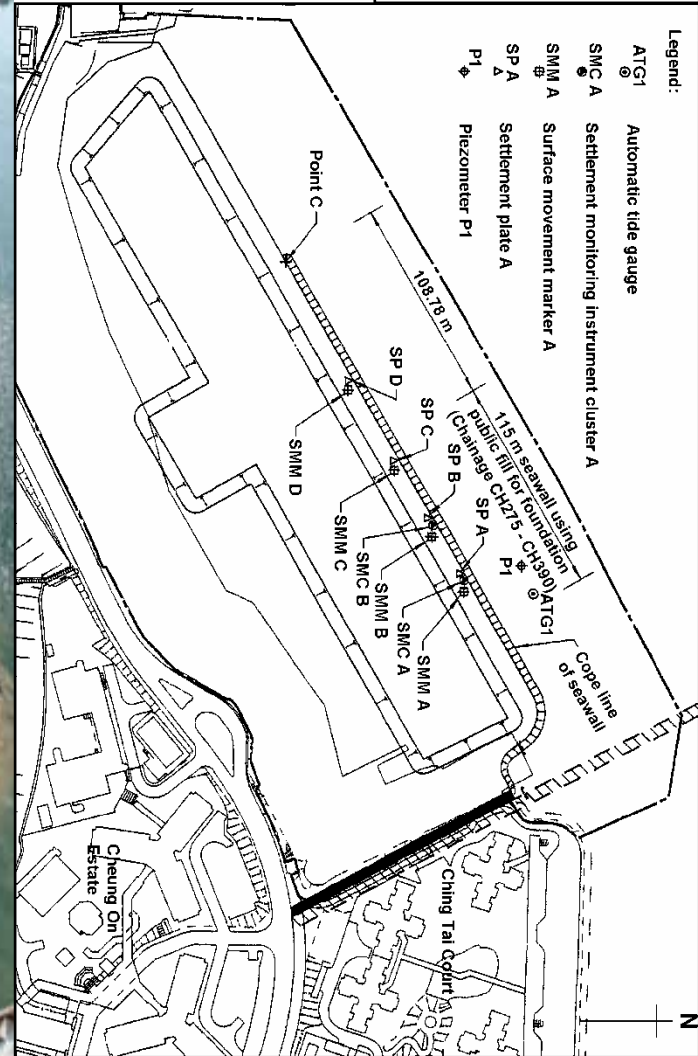 Legend:
ATG1 Automatic tide gauge
SMC A Settlement monitoring instrument cluster A
SMM A Surface movement marker A
SP A Settlement plate A
P1 Piezometer P1
Point C
108.78 m
115 m seawall using
public fill for foundation
(Chainage CH275 - CH390)
ATG1
P1
Cope line
of seawall
SP D
SP C
SP B
SP A
SMM D
SMM C
SMC B
SMM B
SMC A
SMM A
Ching Tai Court
Cheung On
Estate
N